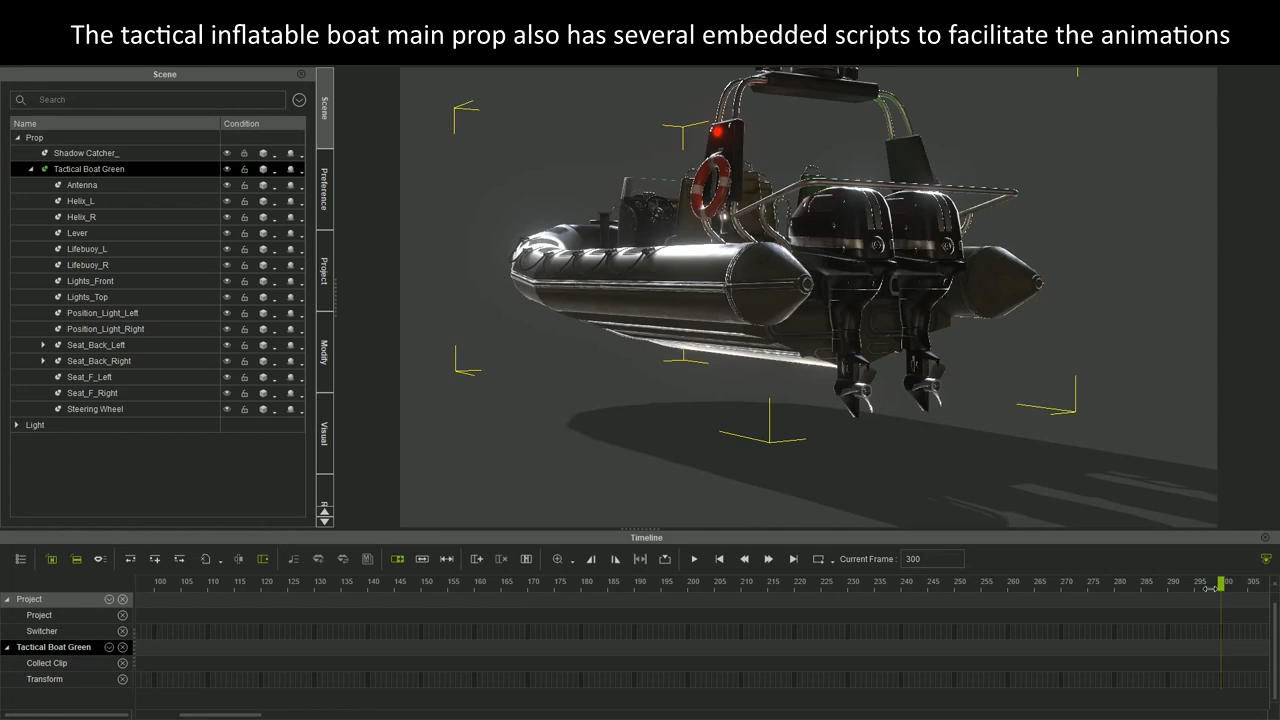 The tactical inflatable boat main prop also has several embedded scripts to facilitate the animations
Scene
Search
Name Condition
Prop
Shadow Catcher_
Tactical Boat Green
Antenna
Helix_L
Helix_R
Lever
Lifebuoy_L
Lifebuoy_R
Lights_Front
Lights_Top
Position_Light_Left
Position_Light_Right
Seat_Back_Left
Seat_Back_Right
Seat_F_Left
Seat_F_Right
Steering Wheel
Light
Scene
Preference
Project
Modify
Visual
Timeline
Current Frame : 300
100 105 110 115 120 125 130 135 140 145 150 155 160 165 170 175 180 185 190 195 200 205 210 215 220 225 230 235 240 245 250 255 260 265 270 275 280 285 290 295 300 305
Project
Project
Switcher
Tactical Boat Green
Collect Clip
Transform